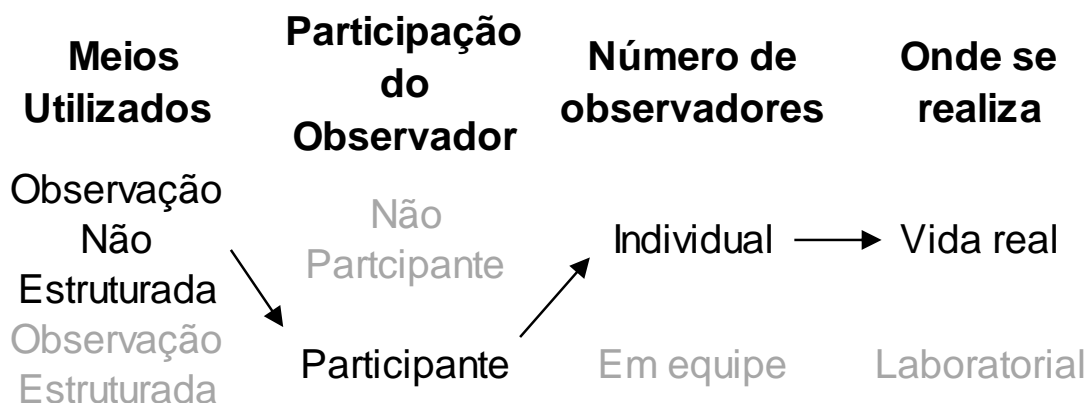 Meios
Utilizados
Participação
do
Observador
Número de
observadores
Onde se
realiza
Observação
Não
Estruturada
Observação
Estruturada
Não
Partcipante
Participante
Individual
Em equipe
Vida real
Laboratorial